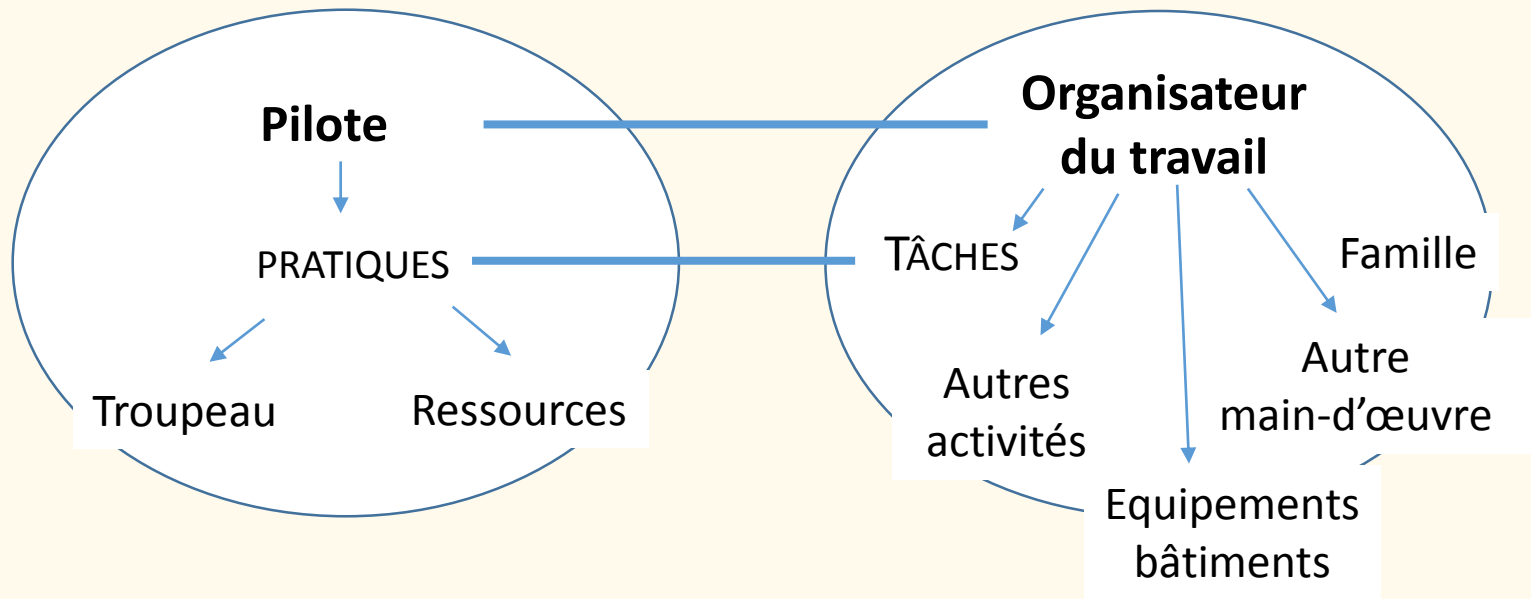 Pilote
PRATIQUES
Troupeau
Ressources
Organisateur
du travail
TÂCHES
Famille
Autres
activités
Autre
main-d’œuvre
Equipements
bâtiments